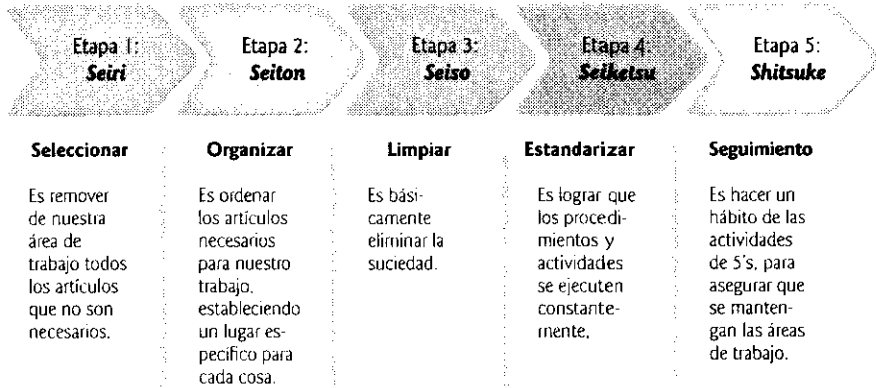 Etapa 1:
Seiri
Etapa 2:
Seiton
Etapa 3:
Seiso
Etapa 4:
Seiketsu
Etapa 5:
Shitsuke
Seleccionar
Es remover
de nuestra
área de
trabajo todos
los artículos
que no son
necesarios.
Organizar
Es ordenar
los artículos
necesarios
para nuestro
trabajo,
estableciendo
un lugar es-
pecífico para
cada cosa.
Limpiar
Es bási-
camente
eliminar la
suciedad.
Estandarizar
Es lograr que
los procedi-
mientos y
actividades
se ejecuten
constante-
mente.
Seguimiento
Es hacer un
hábito de las
actividades
de 5's, para
asegurar que
se manten-
gan las áreas
de trabajo.